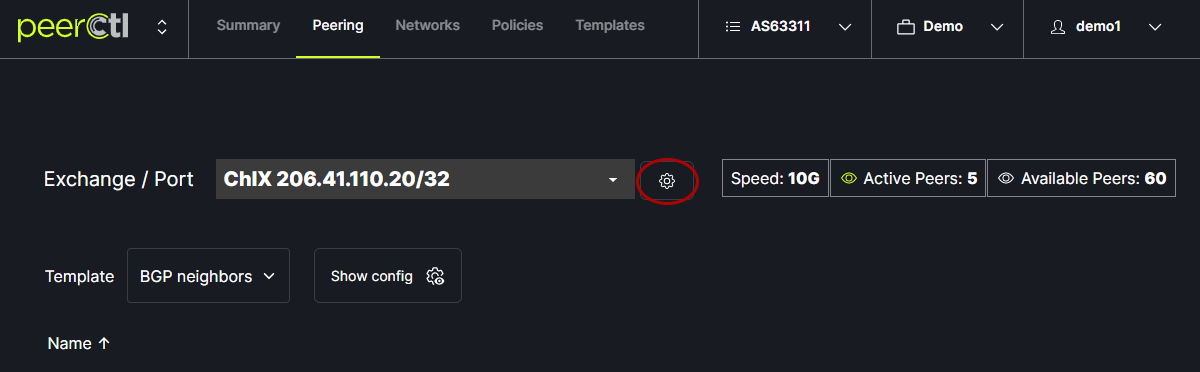 peerCtl
Summary Peering Networks Policies Templates AS63311 Demo demo1
Exchange / Port ChIX 206.41.110.20/32 Speed: 10G Active Peers: 5 Available Peers: 60
Template BGP neighbors Show config
Name ↑